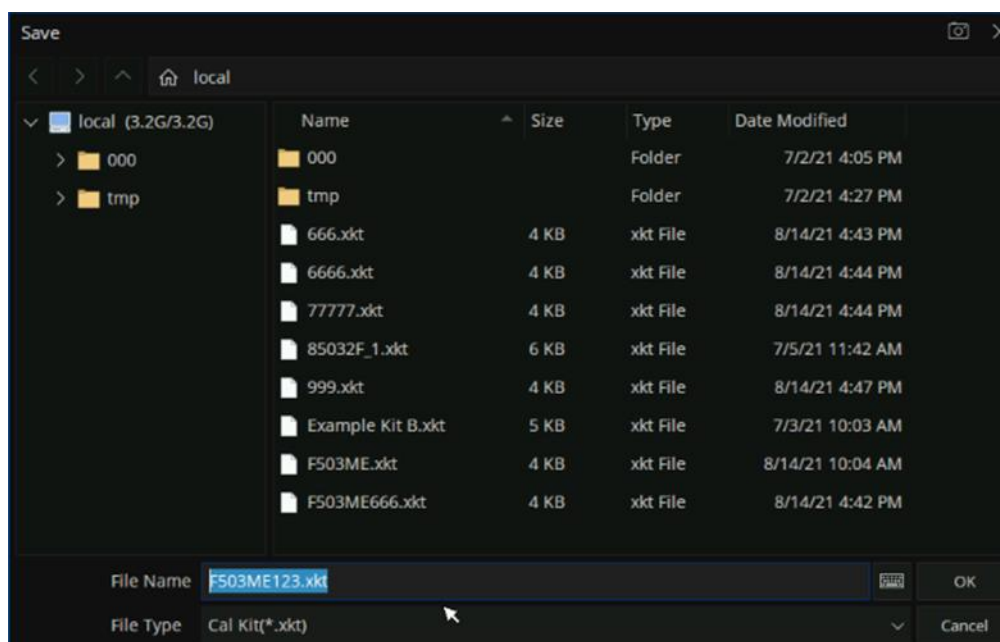 Save
local
local (3.2G/3.2G)
000
tmp
Name Size Type Date Modified
000 Folder 7/2/21 4:05 PM
tmp Folder 7/2/21 4:27 PM
666.xkt 4 KB xkt File 8/14/21 4:43 PM
6666.xkt 4 KB xkt File 8/14/21 4:44 PM
77777.xkt 4 KB xkt File 8/14/21 4:44 PM
85032F_1.xkt 6 KB xkt File 7/5/21 11:42 AM
999.xkt 4 KB xkt File 8/14/21 4:47 PM
Example Kit B.xkt 5 KB xkt File 7/3/21 10:03 AM
F503ME.xkt 4 KB xkt File 8/14/21 10:04 AM
F503ME666.xkt 4 KB xkt File 8/14/21 4:42 PM
File Name F503ME123.xkt OK
File Type Cal Kit(*.xkt) Cancel